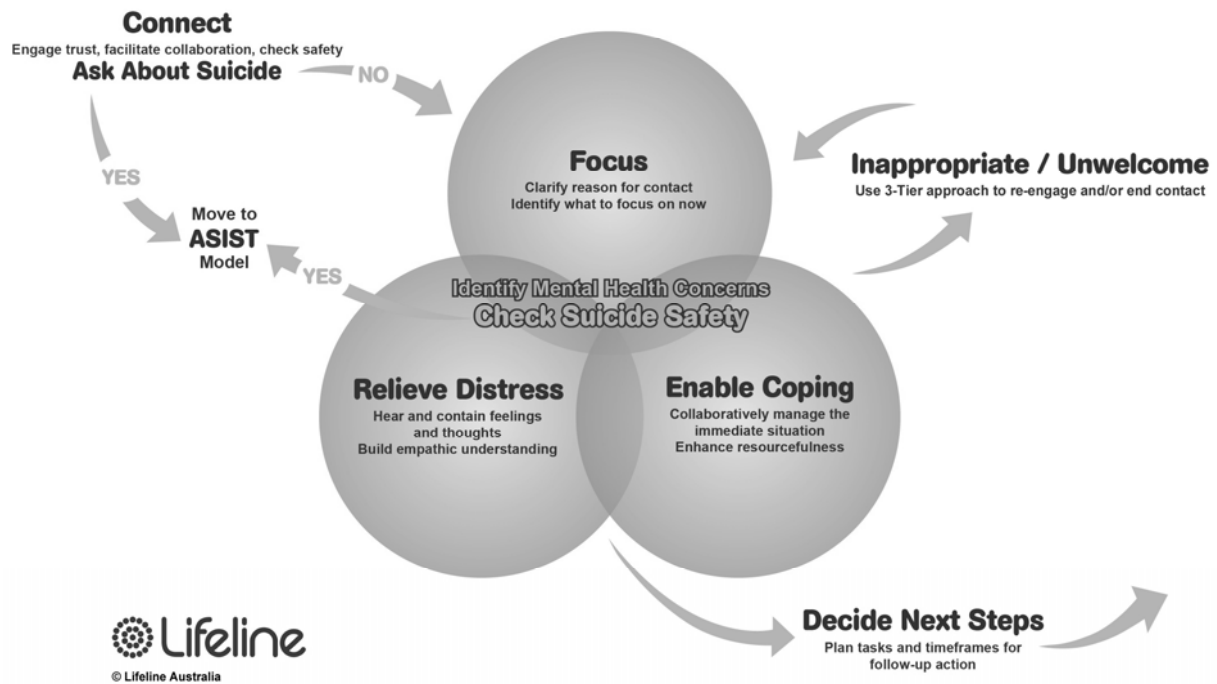 Connect
Engage trust, facilitate collaboration, check safety
Ask About Suicide
NO
YES
Move to
ASIST
Model
YES
Focus
Clarify reason for contact
Identify what to focus on now
Inappropriate / Unwelcome
Use 3-Tier approach to re-engage and/or end contact
Identify Mental Health Concerns
Check Suicide Safety
Relieve Distress
Hear and contain feelings
and thoughts
Build empathic understanding
Enable Coping
Collaboratively manage the
immediate situation
Enhance resourcefulness
Decide Next Steps
Plan tasks and timeframes for
follow-up action
Lifeline
© Lifeline Australia